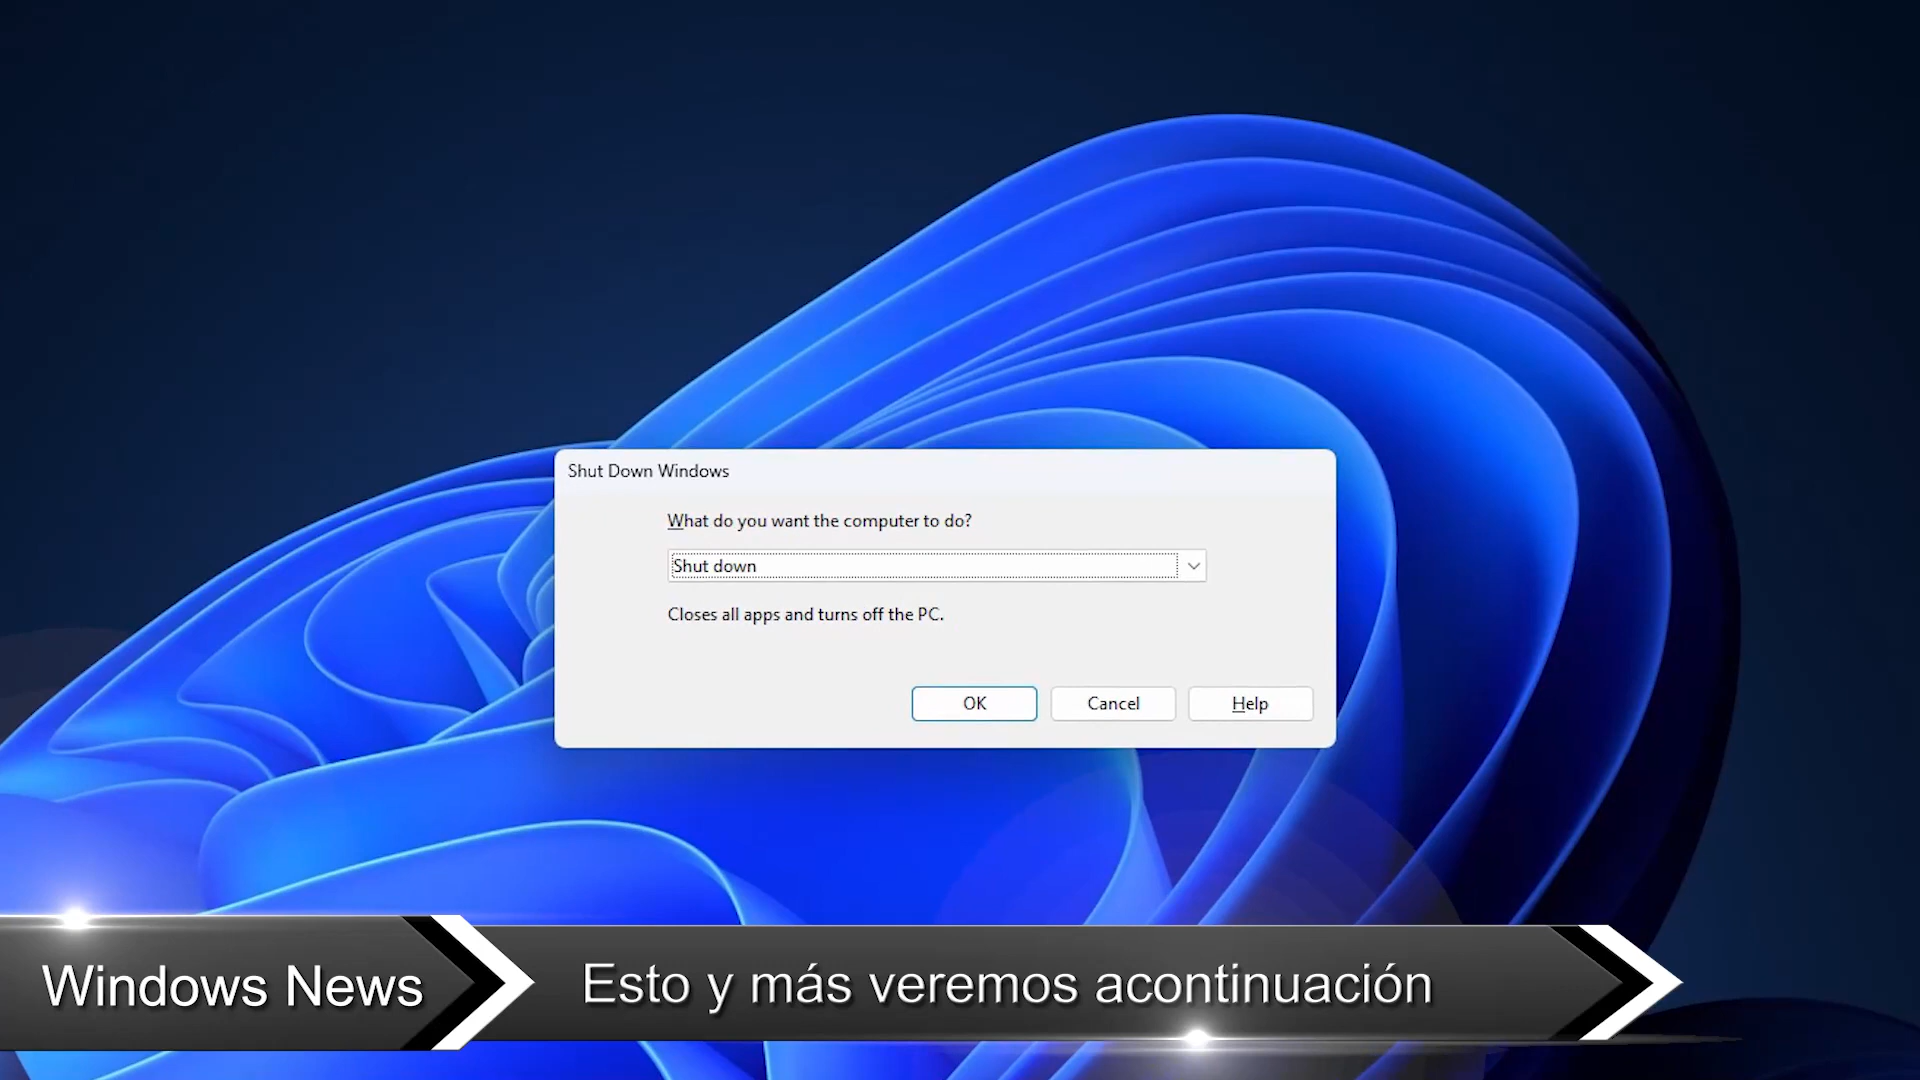 Shut Down Windows
What do you want the computer to do?
Shut down
Closes all apps and turns off the PC.
OK
Cancel
Help
Windows News
Esto y más veremos acontinuación